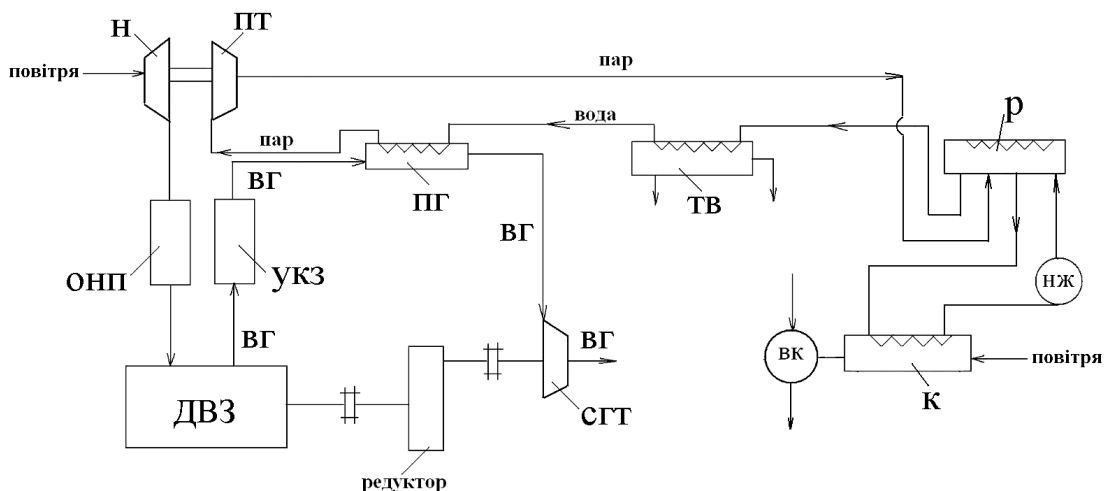 Н
ПТ
повітря
пар
р
вода
пар
ВГ
ПГ
ТВ
ВГ
ОНП
УКЗ
НЖ
ВГ
ВГ
ВК
повітря
К
ДВЗ
СГТ
редуктор